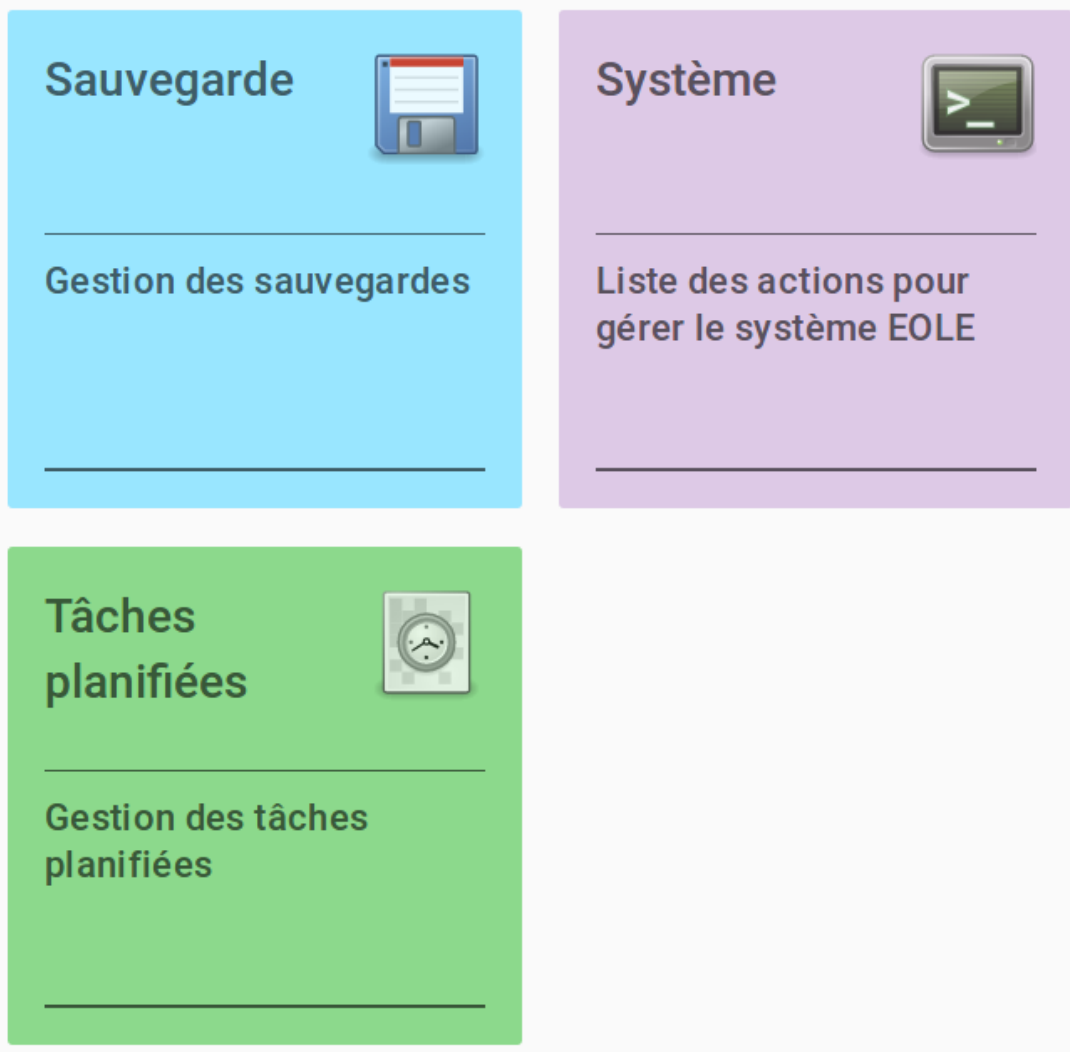 Sauvegarde
Gestion des sauvegardes
Système
>_
Liste des actions pour
gérer le système EOLE
Tâches
planifiées
Gestion des tâches
planifiées